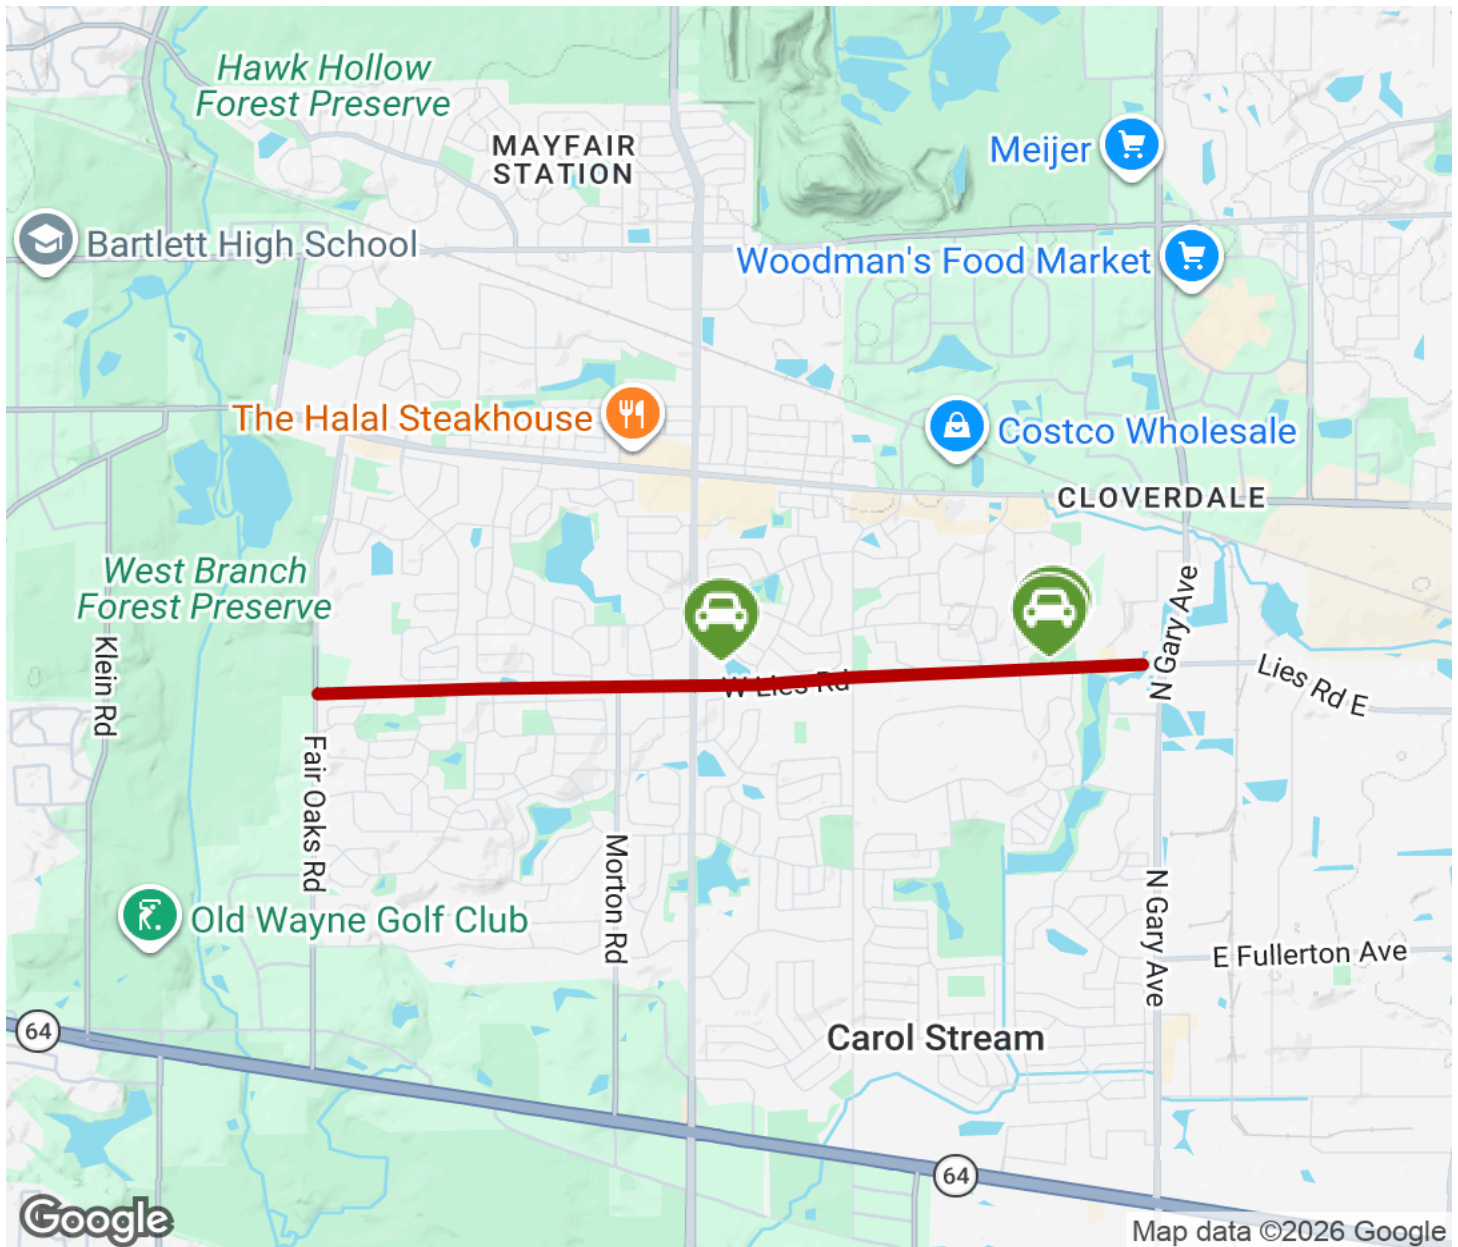 Hawk Hollow
Forest Preserve
MAYFAIR
STATION
Meijer
Bartlett High School
Woodman's Food Market
The Halal Steakhouse
Costco Wholesale
CLOVERDALE
West Branch
Forest Preserve
Klein Rd
N Gary Ave
W Lies Rd
Lies Rd E
Fair Oaks Rd
Morton Rd
N Gary Ave
Old Wayne Golf Club
E Fullerton Ave
64
Carol Stream
64
Google
Map data ©2026 Google